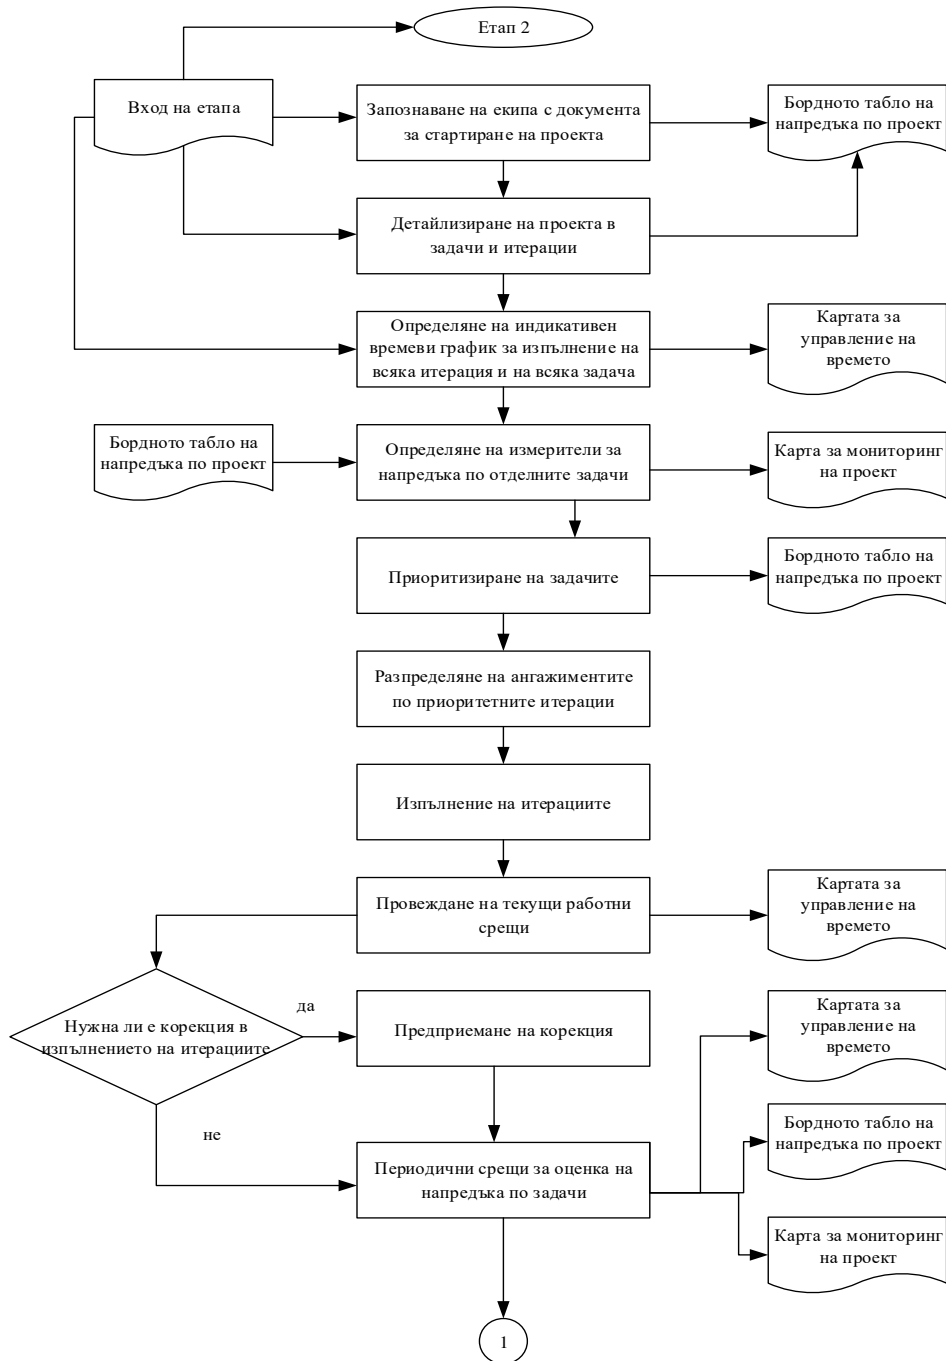 Етап 2
Вход на етапа
Запознаване на екипа с документа
за стартиране на проекта
Бордното табло на
напредъка по проект
Детайлизиране на проекта в
задачи и итерации
Определяне на индикативен
времеви график за изпълнение на
всяка итерация и на всяка задача
Картата за
управление на
времето
Бордното табло на
напредъка по проект
Определяне на измерители за
напредъка по отделните задачи
Карта за мониторинг
на проект
Приоритизиране на задачите
Бордното табло на
напредъка по проект
Разпределяне на ангажиментите
по приоритетните итерации
Изпълнение на итерациите
Провеждане на текущи работни
срещи
Картата за
управление на
времето
Нужна ли е корекция в
изпълнението на итерациите
да
Предприемане на корекция
Картата за
управление на
времето
не
Периодични срещи за оценка на
напредъка по задачи
Бордното табло на
напредъка по проект
Карта за мониторинг
на проект
1